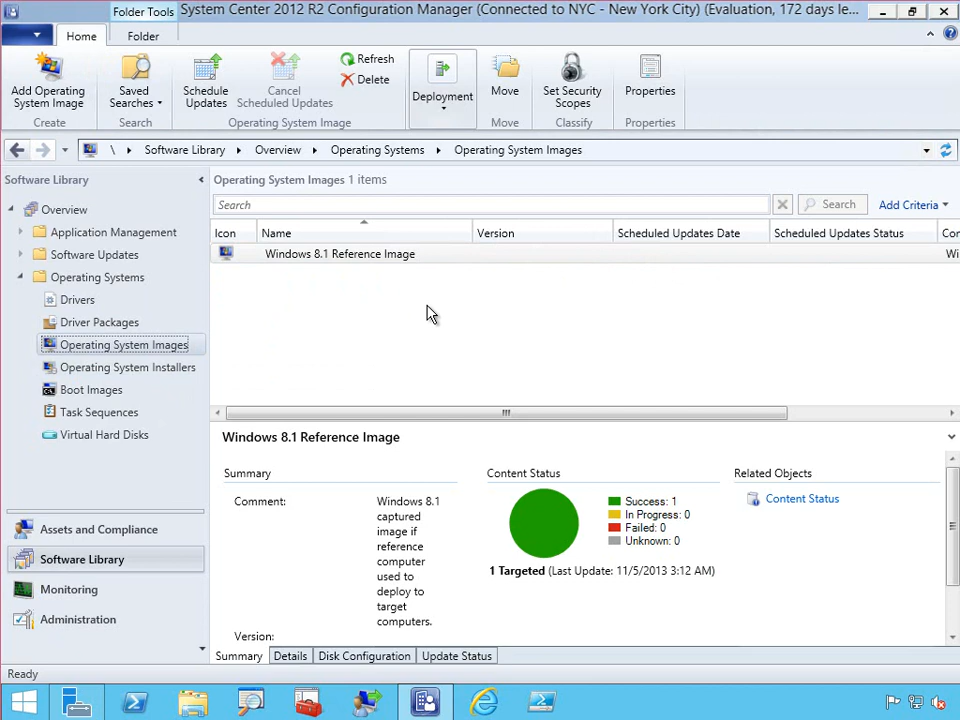 Folder Tools
System Center 2012 R2 Configuration Manager (Connected to NYC - New York City) (Evaluation, 172 days le...
Home
Folder
Add Operating
System Image
Create
Saved
Searches
Search
Schedule
Updates
Cancel
Scheduled Updates
Refresh
Delete
Operating System Image
Deployment
Move
Move
Set Security
Scopes
Classify
Properties
Properties
\ Software Library Overview Operating Systems Operating System Images
Software Library
Overview
Application Management
Software Updates
Operating Systems
Drivers
Driver Packages
Operating System Images
Operating System Installers
Boot Images
Task Sequences
Virtual Hard Disks
Assets and Compliance
Software Library
Monitoring
Administration
Operating System Images 1 items
Search
Search
Add Criteria
Icon Name Version Scheduled Updates Date Scheduled Updates Status Cor
Windows 8.1 Reference Image Wi
Windows 8.1 Reference Image
Summary
Comment:
Windows 8.1
captured
image if
reference
computer
used to
deploy to
target
computers.
Version:
Content Status
Success: 1
In Progress: 0
Failed: 0
Unknown: 0
1 Targeted (Last Update: 11/5/2013 3:12 AM)
Related Objects
Content Status
Summary Details Disk Configuration Update Status
Ready